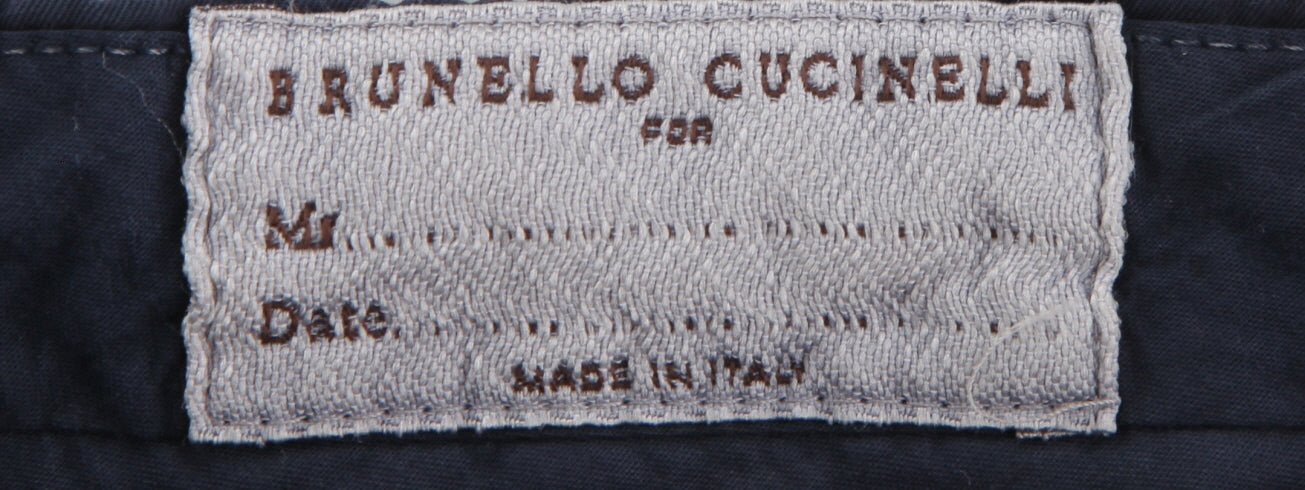 BRUNELLO CUCINELLI
FOR
Mr..............................
Date..............................
MADE IN ITALY